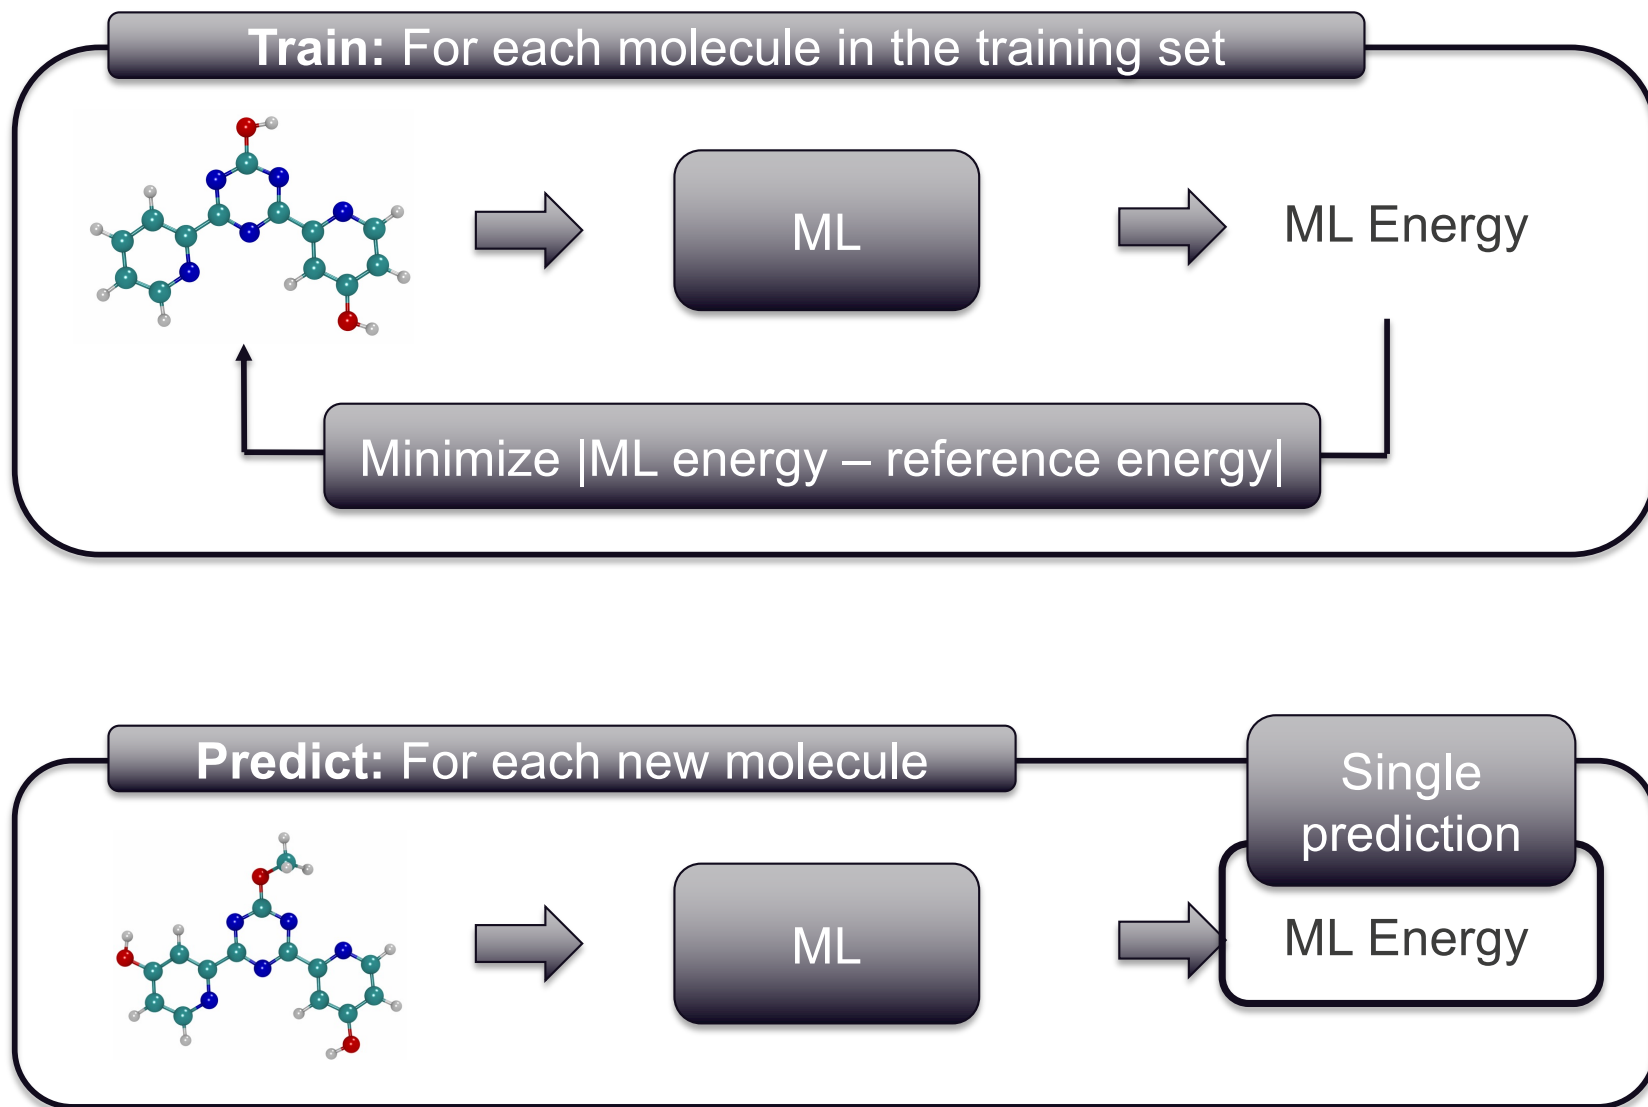 Train: For each molecule in the training set
ML
ML Energy
Minimize |ML energy – reference energy|
Predict: For each new molecule
Single
prediction
ML
ML Energy